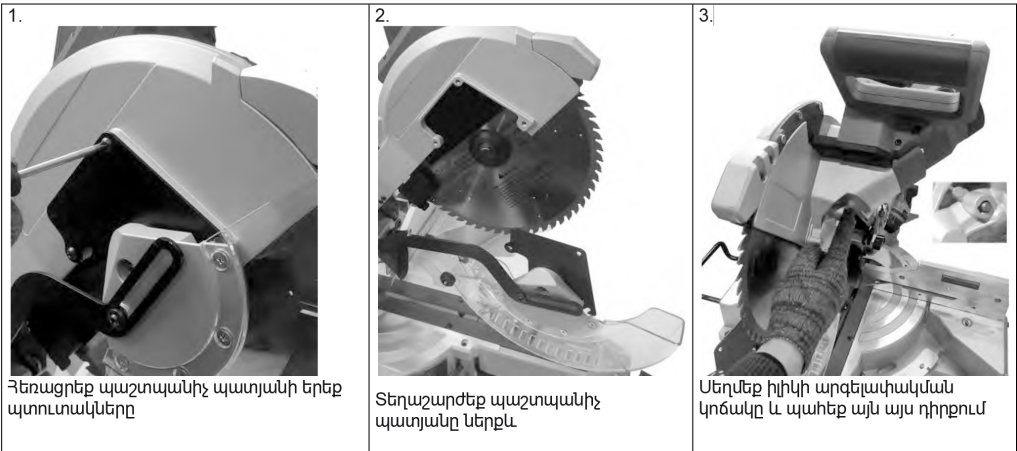 1.
Հեռացրեք պաշտպանիչ պատյանի երեք
պտուտակները
2.
Տեղաշարժեք պաշտպանիչ
պատյանը ներքև
3.
Սեղմեք իլիկի արգելափակման
կոճակը և պահեք այն այս դիրքում